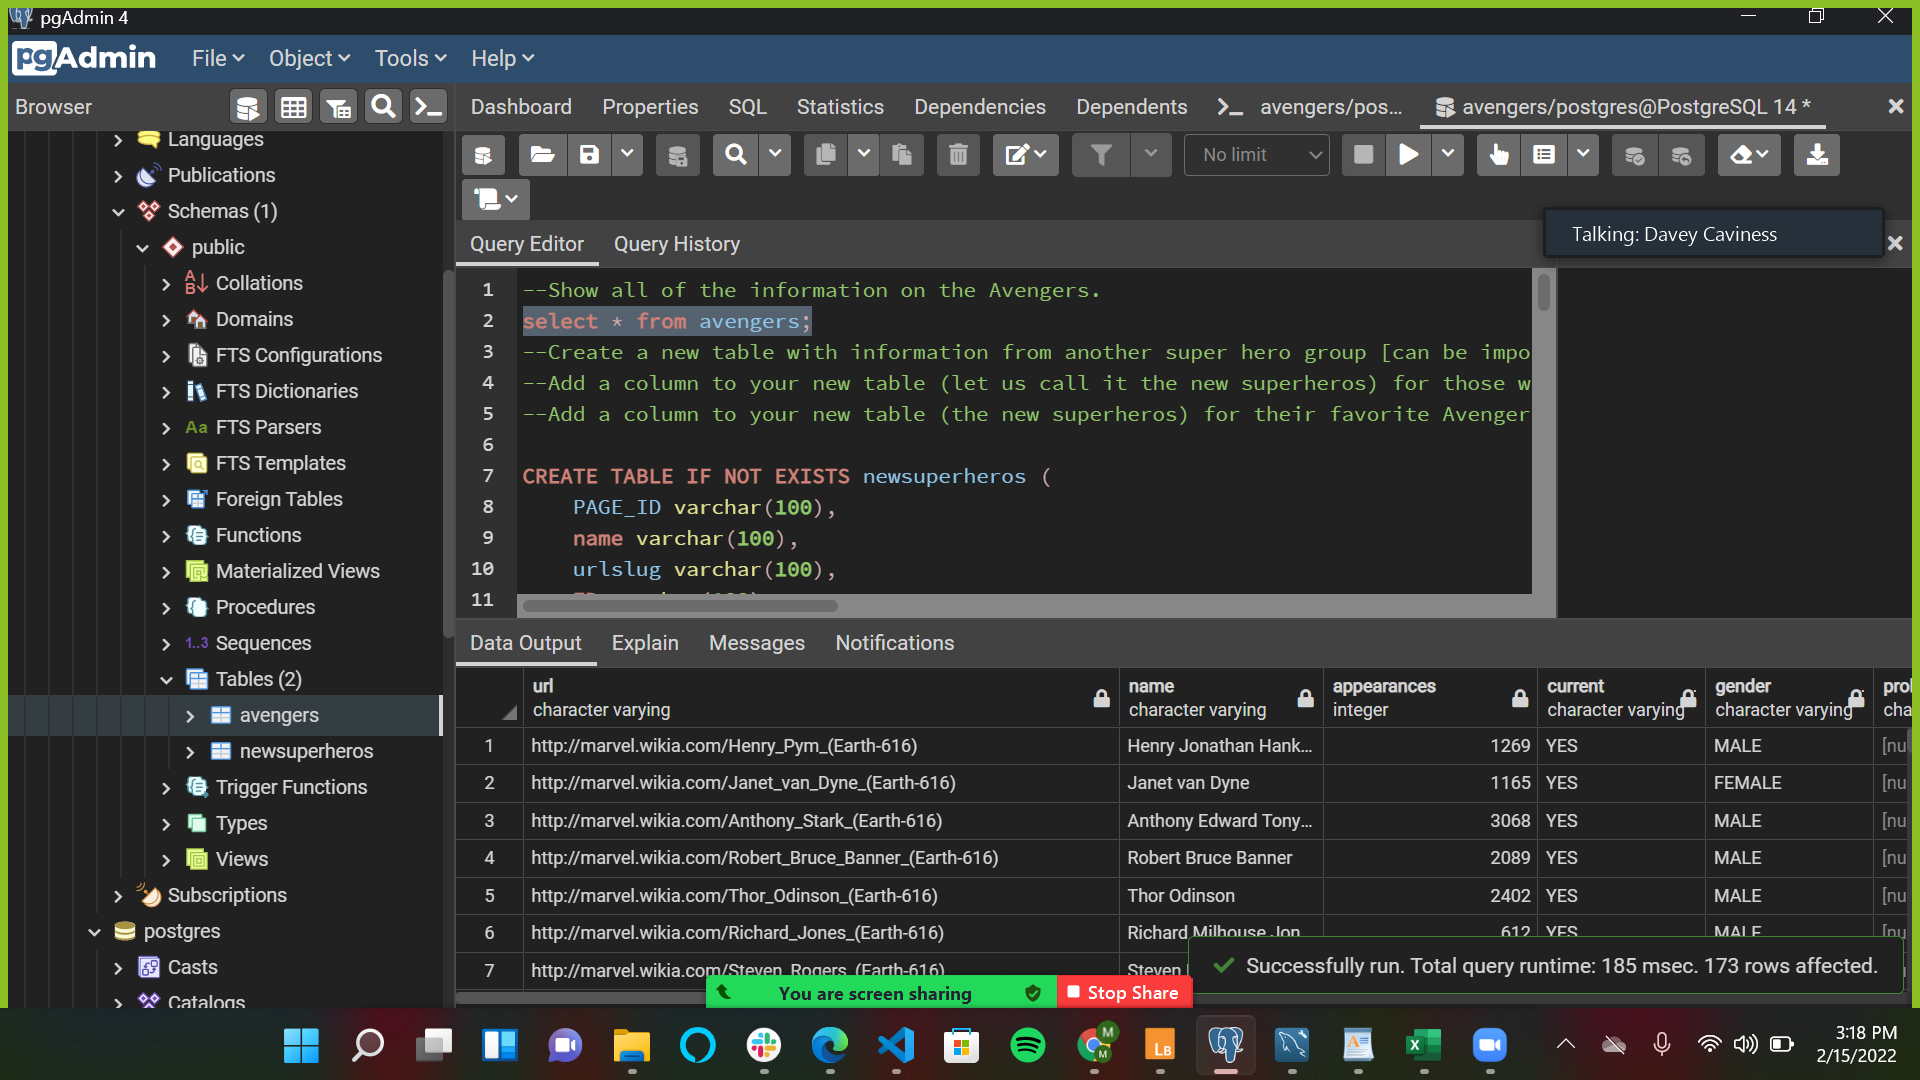 pgAdmin 4
pgAdmin File Object Tools Help
Browser Dashboard Properties SQL Statistics Dependencies Dependents avengers/pos... avengers/postgres@PostgreSQL 14 *
No limit
Talking: Davey Caviness
Query Editor Query History
Languages
Publications
Schemas (1)
public
Collations
Domains
FTS Configurations
FTS Dictionaries
Aa FTS Parsers
FTS Templates
Foreign Tables
Functions
Materialized Views
Procedures
1..3 Sequences
Tables (2)
avengers
newsuperheros
Trigger Functions
Types
Views
Subscriptions
postgres
Casts
Catalogs
1 --Show all of the information on the Avengers.
2 select * from avengers;
3 --Create a new table with information from another super hero group [can be impo
4 --Add a column to your new table (let us call it the new superheros) for those w
5 --Add a column to your new table (the new superheros) for their favorite Avenger
6
7 CREATE TABLE IF NOT EXISTS newsuperheros (
8 PAGE_ID varchar(100),
9 name varchar(100),
10 urlslug varchar(100),
11
Data Output Explain Messages Notifications
url name appearances current gender pro
character varying character varying integer character varying character varying cha
1 http://marvel.wikia.com/Henry_Pym_(Earth-616) Henry Jonathan Hank... 1269 YES MALE [nu
2 http://marvel.wikia.com/Janet_van_Dyne_(Earth-616) Janet van Dyne 1165 YES FEMALE [nu
3 http://marvel.wikia.com/Anthony_Stark_(Earth-616) Anthony Edward Tony... 3068 YES MALE [nu
4 http://marvel.wikia.com/Robert_Bruce_Banner_(Earth-616) Robert Bruce Banner 2089 YES MALE [nu
5 http://marvel.wikia.com/Thor_Odinson_(Earth-616) Thor Odinson 2402 YES MALE [nu
6 http://marvel.wikia.com/Richard_Jones_(Earth-616) Richard Milhouse Jon 612 YES MALE [nu
7 http://marvel.wikia.com/Steven_Rogers_(Earth-616) Steven
Successfully run. Total query runtime: 185 msec. 173 rows affected.
You are screen sharing Stop Share
M
M
LB
3:18 PM
2/15/2022